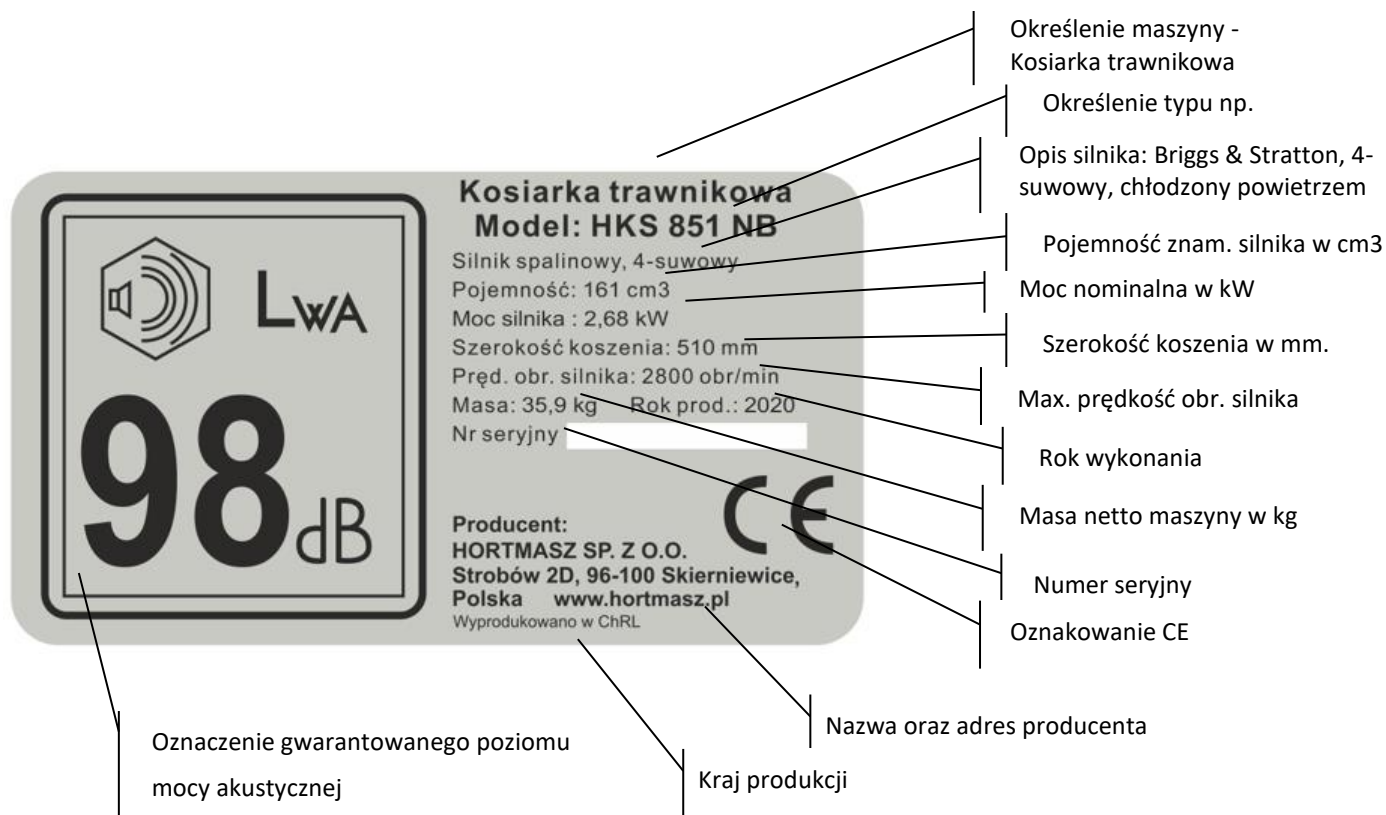 Określenie maszyny -
Kosiarka trawnikowa
Określenie typu np.
Opis silnika: Briggs & Stratton, 4-
suwowy, chłodzony powietrzem
Pojemność znam. silnika w cm3
Moc nominalna w kW
Szerokość koszenia w mm.
Max. prędkość obr. silnika
Rok wykonania
Masa netto maszyny w kg
Numer seryjny
Oznakowanie CE
LWA
98 dB
Kosiarka trawnikowa
Model: HKS 851 NB
Silnik spalinowy, 4-suwowy
Pojemność: 161 cm3
Moc silnika : 2,68 kW
Szerokość koszenia: 510 mm
Pręd. obr. silnika: 2800 obr/min
Masa: 35,9 kg Rok prod.: 2020
Nr seryjny
CE
Producent:
HORTMASZ SP. Z O.O.
Strobów 2D, 96-100 Skierniewice,
Polska www.hortmasz.pl
Wyprodukowano w ChRL
Oznaczenie gwarantowanego poziomu
mocy akustycznej
Kraj produkcji
Nazwa oraz adres producenta